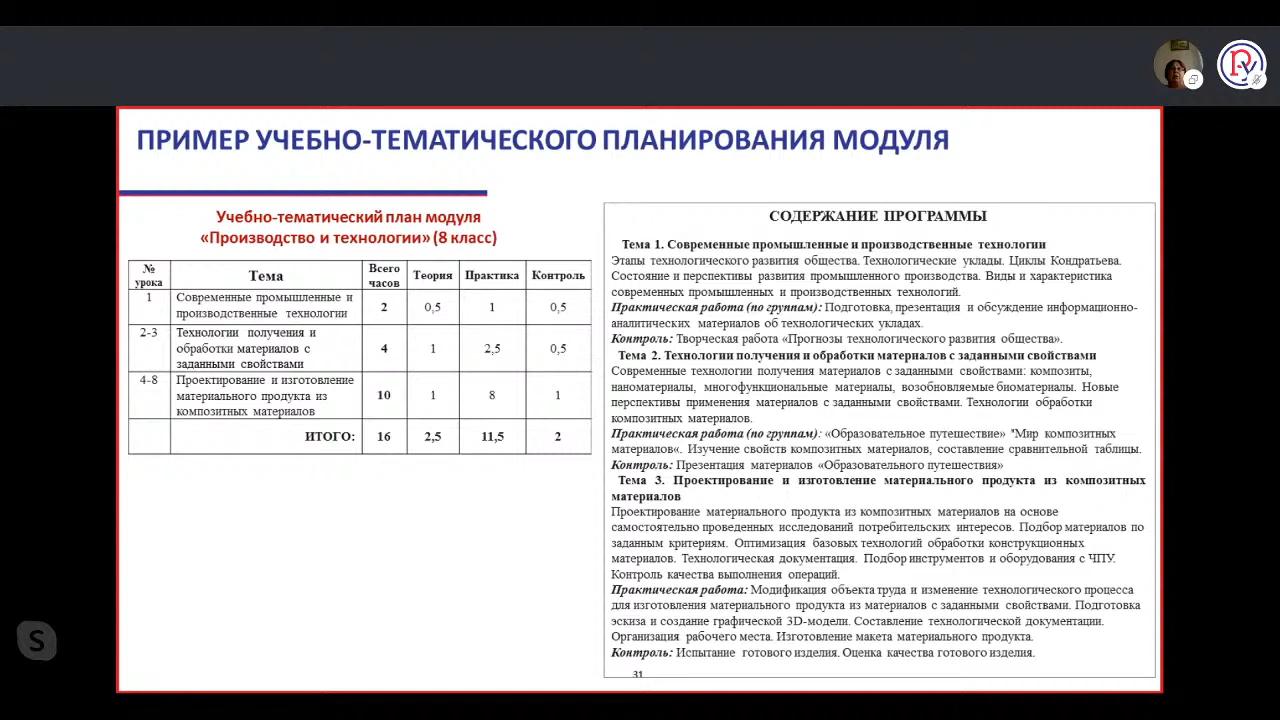 ПРИМЕР УЧЕБНО-ТЕМАТИЧЕСКОГО ПЛАНИРОВАНИЯ МОДУЛЯ
Учебно-тематический план модуля
«Производство и технологии» (8 класс)
№ урока Тема Всего часов Теория Практика Контроль
1 Современные промышленные и производственные технологии 2 0,5 1 0,5
2-3 Технологии получения и обработки материалов с заданными свойствами 4 1 2,5 0,5
4-8 Проектирование и изготовление материального продукта из композитных материалов 10 1 8 1
ИТОГО: 16 2,5 11,5 2
СОДЕРЖАНИЕ ПРОГРАММЫ
Тема 1. Современные промышленные и производственные технологии
Этапы технологического развития общества. Технологические уклады. Циклы Кондратьева.
Состояние и перспективы развития промышленного производства. Виды и характеристика
современных промышленных и производственных технологий.
Практическая работа (по группам): Подготовка, презентация и обсуждение информационно-
аналитических материалов об технологических укладах.
Контроль: Творческая работа «Прогнозы технологического развития общества».
Тема 2. Технологии получения и обработки материалов с заданными свойствами
Современные технологии получения материалов с заданными свойствами: композиты,
наноматериалы, многофункциональные материалы, возобновляемые биоматериалы. Новые
перспективы применения материалов с заданными свойствами. Технологии обработки
композитных материалов.
Практическая работа (по группам): «Образовательное путешествие» "Мир композитных
материалов«. Изучение свойств композитных материалов, составление сравнительной таблицы.
Контроль: Презентация материалов «Образовательного путешествия»
Тема 3. Проектирование и изготовление материального продукта из композитных
материалов
Проектирование материального продукта из композитных материалов на основе
самостоятельно проведенных исследований потребительских интересов. Подбор материалов по
заданным критериям. Оптимизация базовых технологий обработки конструкционных
материалов. Технологическая документация. Подбор инструментов и оборудования с ЧПУ.
Контроль качества выполнения операций.
Практическая работа: Модификация объекта труда и изменение технологического процесса
для изготовления материального продукта из материалов с заданными свойствами. Подготовка
эскиза и создание графической 3D-модели. Составление технологической документации.
Организация рабочего места. Изготовление макета материального продукта.
Контроль: Испытание готового изделия. Оценка качества готового изделия.
31
S